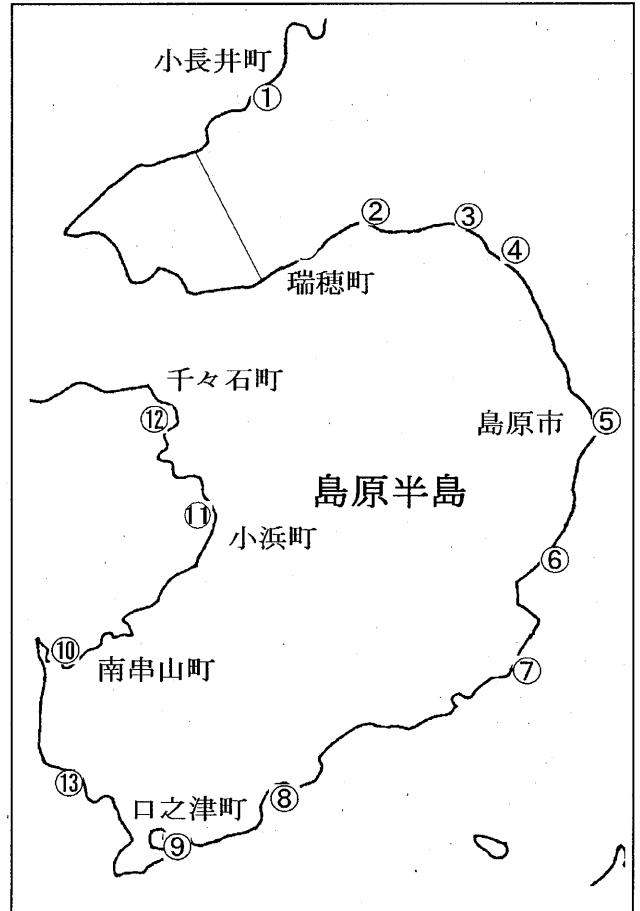 小長井町
①
②
③
④
瑞穂町
千々石町
⑫
島原市
⑤
島原半島
⑪
小浜町
⑥
⑩
南串山町
⑦
⑬
口之津町
⑧
⑨